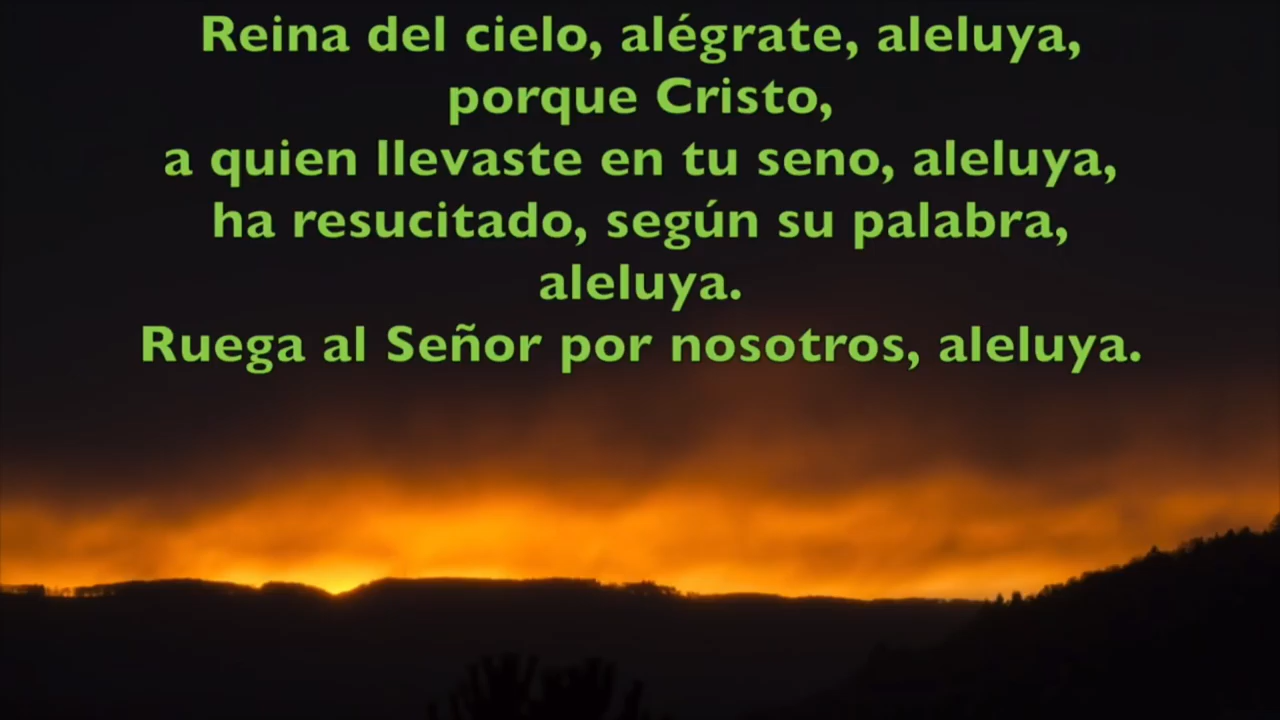 Reina del cielo, alégrate, aleluya,
porque Cristo,
a quien llevaste en tu seno, aleluya,
ha resucitado, según su palabra,
aleluya.
Ruega al Señor por nosotros, aleluya.